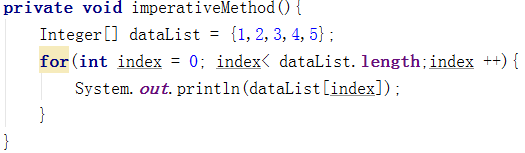 private void imperativeMethod(){
    Integer[] dataList = {1,2,3,4,5};
    for(int index = 0; index< dataList.length;index ++){
        System.out.println(dataList[index]);
    }
}